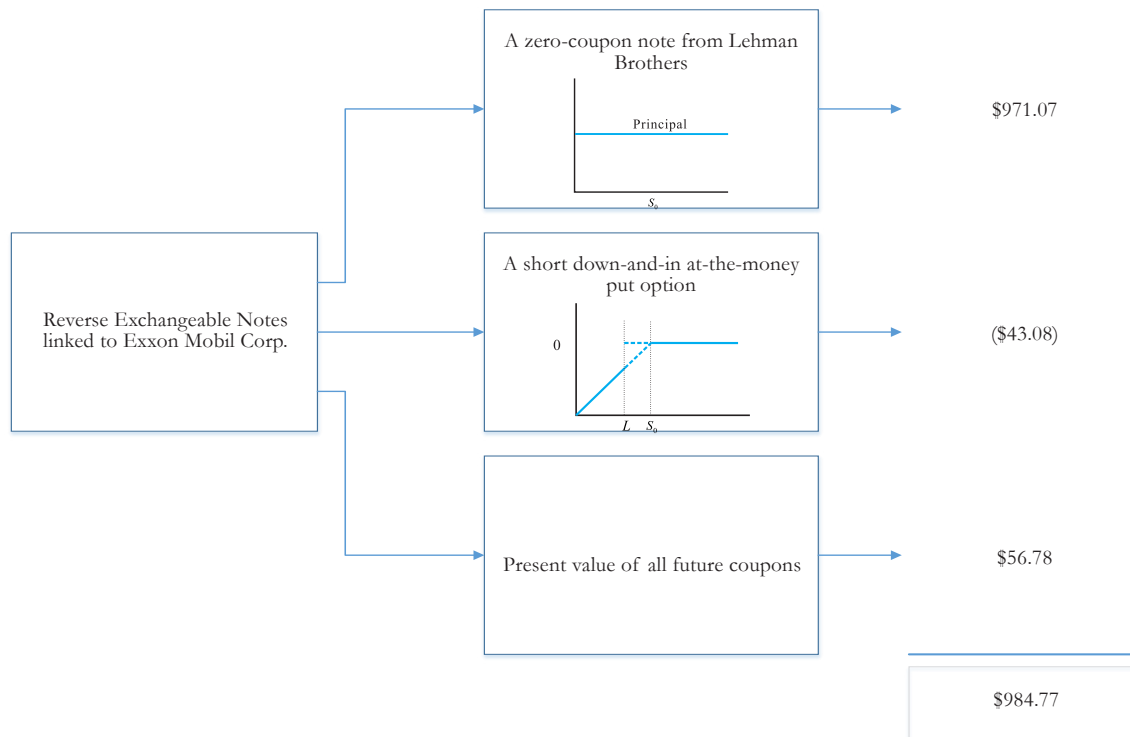 Reverse Exchangeable Notes
linked to Exxon Mobil Corp.
A zero-coupon note from Lehman
Brothers
Principal
S₀
$971.07
A short down-and-in at-the-money
put option
0
L S₀
($43.08)
Present value of all future coupons
$56.78
$984.77